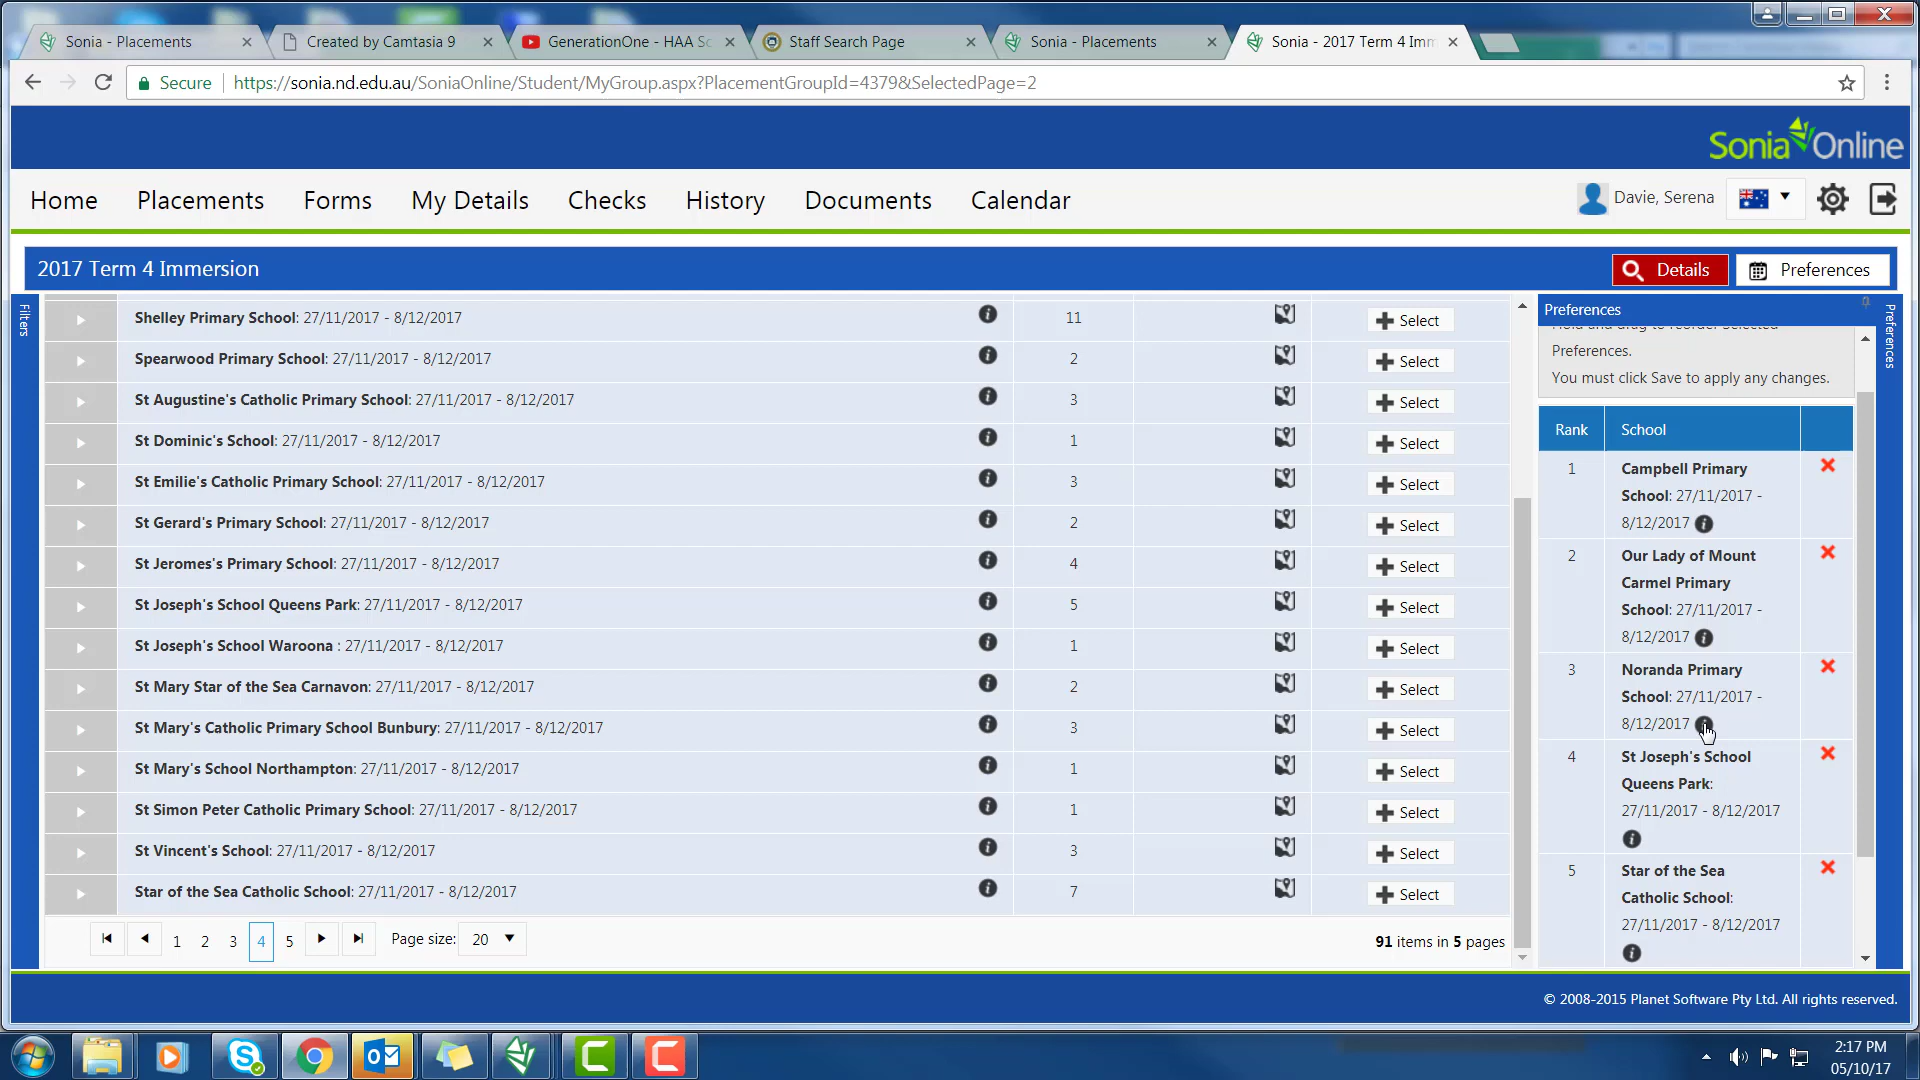 Sonia - Placements
Created by Camtasia 9
GenerationOne - HAA Sc
Staff Search Page
Sonia - Placements
Sonia - 2017 Term 4 Imm
Secure
https://sonia.nd.edu.au/SoniaOnline/Student/MyGroup.aspx?PlacementGroupId=4379&SelectedPage=2
Sonia Online
Home Placements Forms My Details Checks History Documents Calendar
Davie, Serena
2017 Term 4 Immersion
Details
Preferences
Filters
Shelley Primary School: 27/11/2017 - 8/12/2017 11 Select
Spearwood Primary School: 27/11/2017 - 8/12/2017 2 Select
St Augustine's Catholic Primary School: 27/11/2017 - 8/12/2017 3 Select
St Dominic's School: 27/11/2017 - 8/12/2017 1 Select
St Emilie's Catholic Primary School: 27/11/2017 - 8/12/2017 3 Select
St Gerard's Primary School: 27/11/2017 - 8/12/2017 2 Select
St Jeromes's Primary School: 27/11/2017 - 8/12/2017 4 Select
St Joseph's School Queens Park: 27/11/2017 - 8/12/2017 5 Select
St Joseph's School Waroona : 27/11/2017 - 8/12/2017 1 Select
St Mary Star of the Sea Carnavon: 27/11/2017 - 8/12/2017 2 Select
St Mary's Catholic Primary School Bunbury: 27/11/2017 - 8/12/2017 3 Select
St Mary's School Northampton: 27/11/2017 - 8/12/2017 1 Select
St Simon Peter Catholic Primary School: 27/11/2017 - 8/12/2017 1 Select
St Vincent's School: 27/11/2017 - 8/12/2017 3 Select
Star of the Sea Catholic School: 27/11/2017 - 8/12/2017 7 Select
1 2 3 4 5 Page size: 20 91 items in 5 pages
Preferences
Hold and drag to reorder Selected
Preferences.
You must click Save to apply any changes.
Rank School
1 Campbell Primary
School: 27/11/2017 -
8/12/2017
2 Our Lady of Mount
Carmel Primary
School: 27/11/2017 -
8/12/2017
3 Noranda Primary
School: 27/11/2017 -
8/12/2017
4 St Joseph's School
Queens Park:
27/11/2017 - 8/12/2017
5 Star of the Sea
Catholic School:
27/11/2017 - 8/12/2017
Preferences
© 2008-2015 Planet Software Pty Ltd. All rights reserved.
2:17 PM
05/10/17